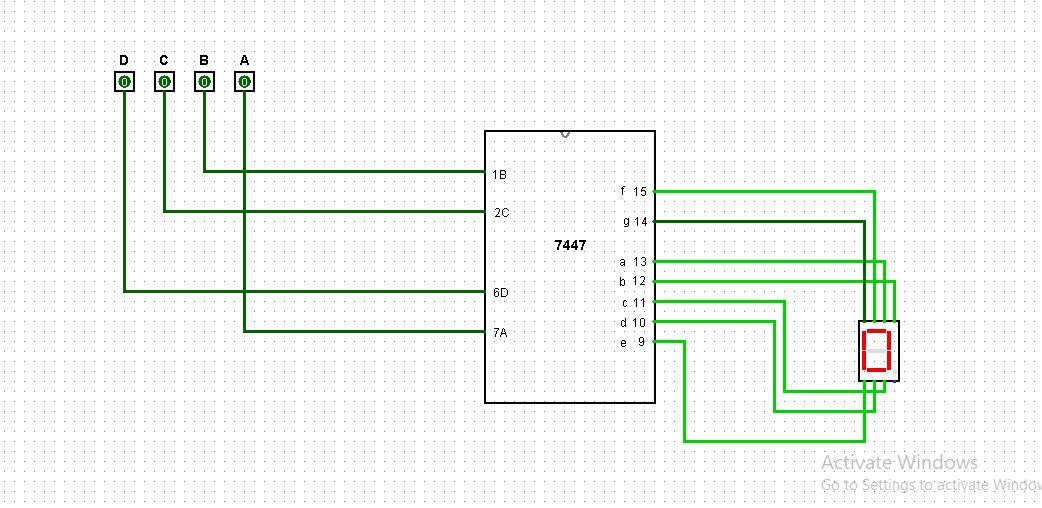 D C B A
0 0 0 0
1B
f 15
2C
g 14
7447
a 13
b 12
6D
c 11
d 10
7A
e 9
Activate Windows
Go to Settings to activate Window